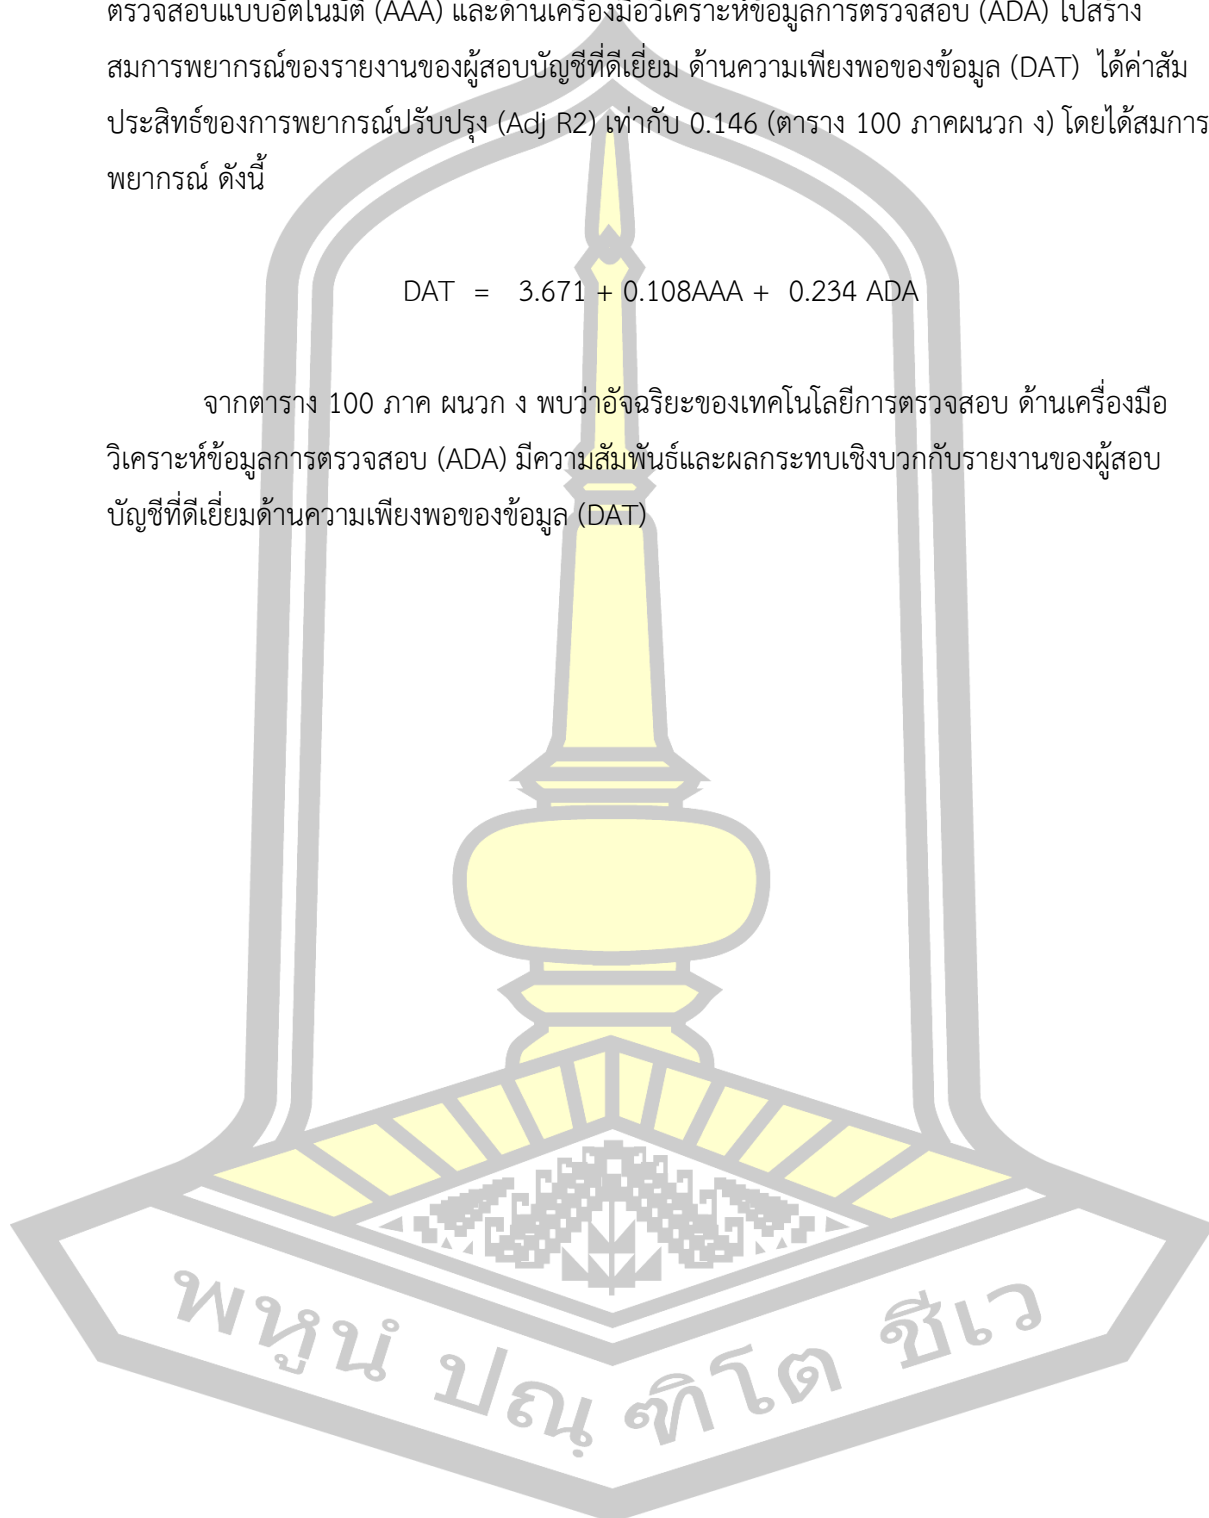 ตรวจสอบแบบอัตโนมัติ (AAA) และด้านเครื่องมือวิเคราะห์ข้อมูลการตรวจสอบ (ADA) ไปสร้าง
สมการพยากรณ์ของรายงานของผู้สอบบัญชีที่ดีเยี่ยม ด้านความเพียงพอของข้อมูล (DAT) ได้ค่าสัม
ประสิทธ์ของการพยากรณ์ปรับปรุง (Adj R2) เท่ากับ 0.146 (ตาราง 100 ภาคผนวก ง) โดยได้สมการ
พยากรณ์ ดังนี้
DAT = 3.671 + 0.108AAA + 0.234 ADA
จากตาราง 100 ภาค ผนวก ง พบว่าอัจฉริยะของเทคโนโลยีการตรวจสอบ ด้านเครื่องมือ
วิเคราะห์ข้อมูลการตรวจสอบ (ADA) มีความสัมพันธ์และผลกระทบเชิงบวกกับรายงานของผู้สอบ
บัญชีที่ดีเยี่ยมด้านความเพียงพอของข้อมูล (DAT)
พหูนํ ปณฺฑิโต ชีเว